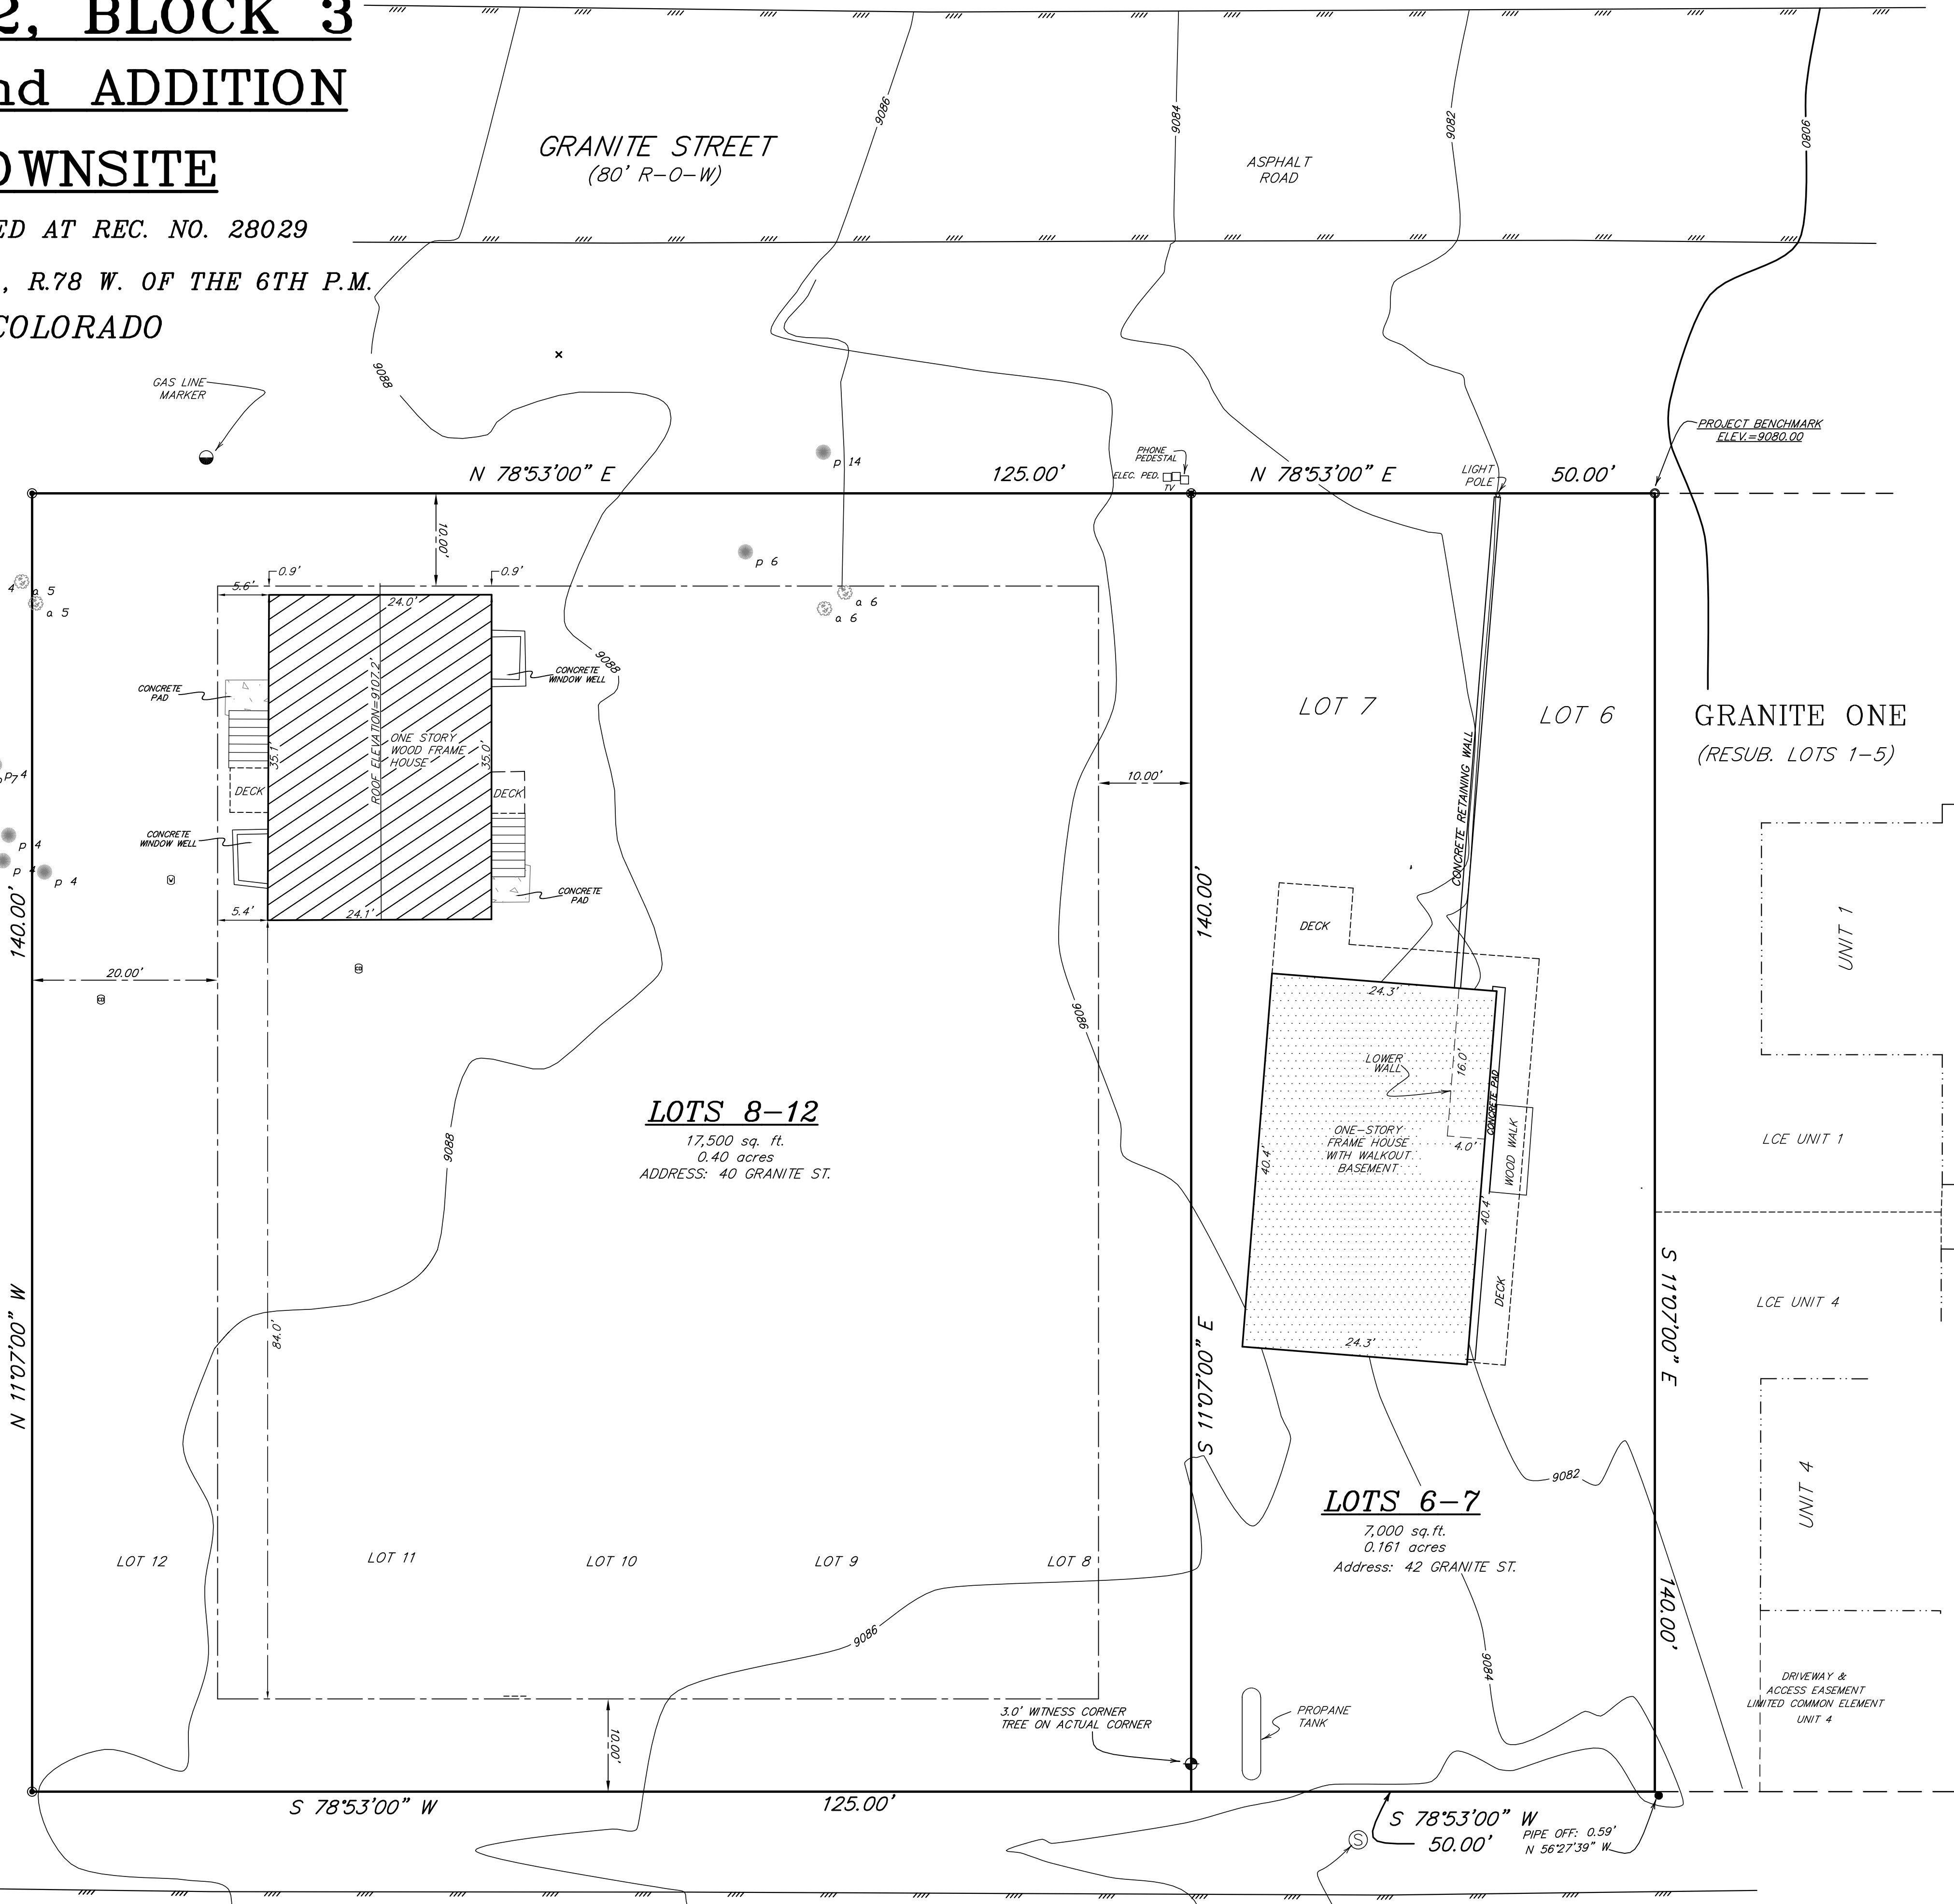 2, BLOCK 3
nd ADDITION
OWNSITE
ED AT REC. NO. 28029
, R.78 W. OF THE 6TH P.M.
COLORADO
GRANITE STREET
(80' R-O-W)
ASPHALT
ROAD
9086
9084
9082
9080
9088
GAS LINE
MARKER
p 14
PHONE
PEDESTAL
ELEC. PED.
TV
LIGHT
POLE
PROJECT BENCHMARK
ELEV.=9080.00
N 78°53'00" E
125.00'
N 78°53'00" E
50.00'
10.00'
p 6
a 6
a 6
4
a 5
a 5
5.6'
0.9'
0.9'
24.0'
CONCRETE
PAD
CONCRETE
WINDOW WELL
9088
ROOF ELEVATION=9107.2'
ONE STORY
WOOD FRAME
HOUSE
35.1'
35.0'
DECK
DECK
CONCRETE
WINDOW WELL
CONCRETE
PAD
5.4'
24.1'
p 4
p 4
p 4
W
20.00'
140.00'
N 11°07'00" W
84.0'
10.00'
140.00'
S 11°07'00" E
LOT 7
LOT 6
CONCRETE RETAINING WALL
GRANITE ONE
(RESUB. LOTS 1-5)
UNIT 1
DECK
24.3'
LOWER
WALL
16.0'
4.0'
CONCRETE PAD
WOOD WALK
ONE-STORY
FRAME HOUSE
WITH WALKOUT
BASEMENT
40.4'
40.4'
DECK
24.3'
9086
LOTS 8-12
17,500 sq. ft.
0.40 acres
ADDRESS: 40 GRANITE ST.
9088
LCE UNIT 1
LCE UNIT 4
S 11°07'00" E
140.00'
UNIT 4
9082
LOTS 6-7
7,000 sq.ft.
0.161 acres
Address: 42 GRANITE ST.
LOT 12
LOT 11
LOT 10
LOT 9
LOT 8
9086
9084
DRIVEWAY &
ACCESS EASEMENT
LIMITED COMMON ELEMENT
UNIT 4
3.0' WITNESS CORNER
TREE ON ACTUAL CORNER
PROPANE
TANK
10.00'
S 78°53'00" W
125.00'
S 78°53'00" W
50.00'
PIPE OFF: 0.59'
N 56°27'39" W
S